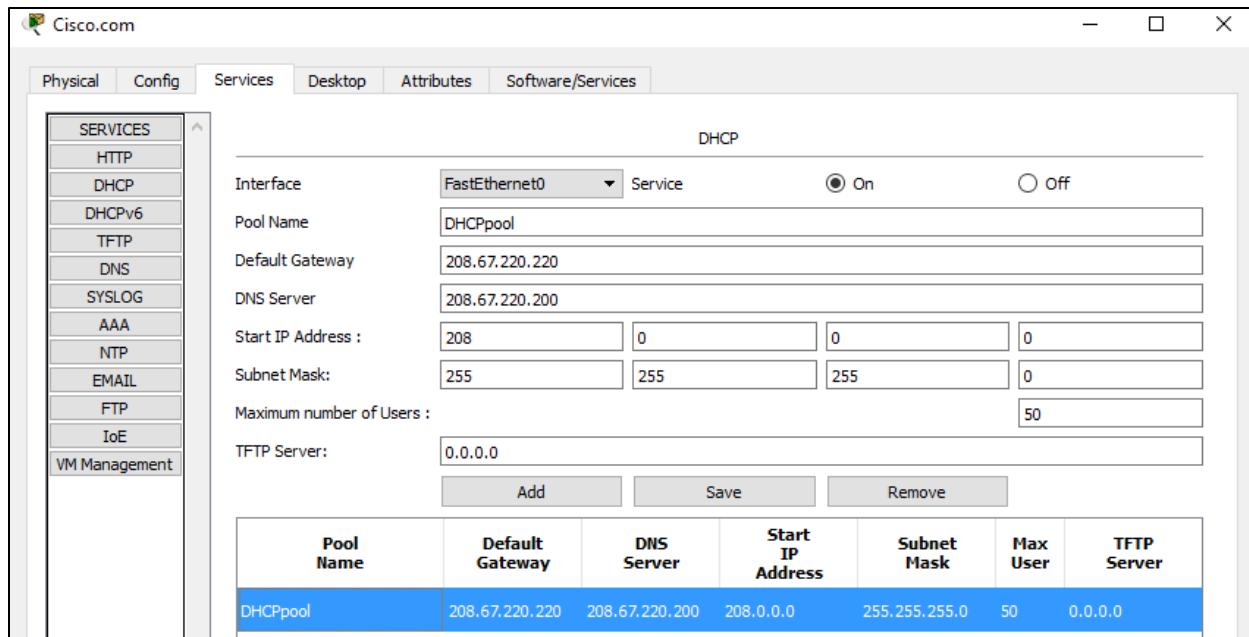 Cisco.com
Physical Config Services Desktop Attributes Software/Services
SERVICES
HTTP
DHCP
DHCPv6
TFTP
DNS
SYSLOG
AAA
NTP
EMAIL
FTP
IoE
VM Management
DHCP
Interface FastEthernet0 Service On Off
Pool Name DHCPpool
Default Gateway 208.67.220.220
DNS Server 208.67.220.200
Start IP Address : 208 0 0 0
Subnet Mask: 255 255 255 0
Maximum number of Users : 50
TFTP Server: 0.0.0.0
Add Save Remove
Pool Name Default Gateway DNS Server Start IP Address Subnet Mask Max User TFTP Server
DHCPpool 208.67.220.220 208.67.220.200 208.0.0.0 255.255.255.0 50 0.0.0.0